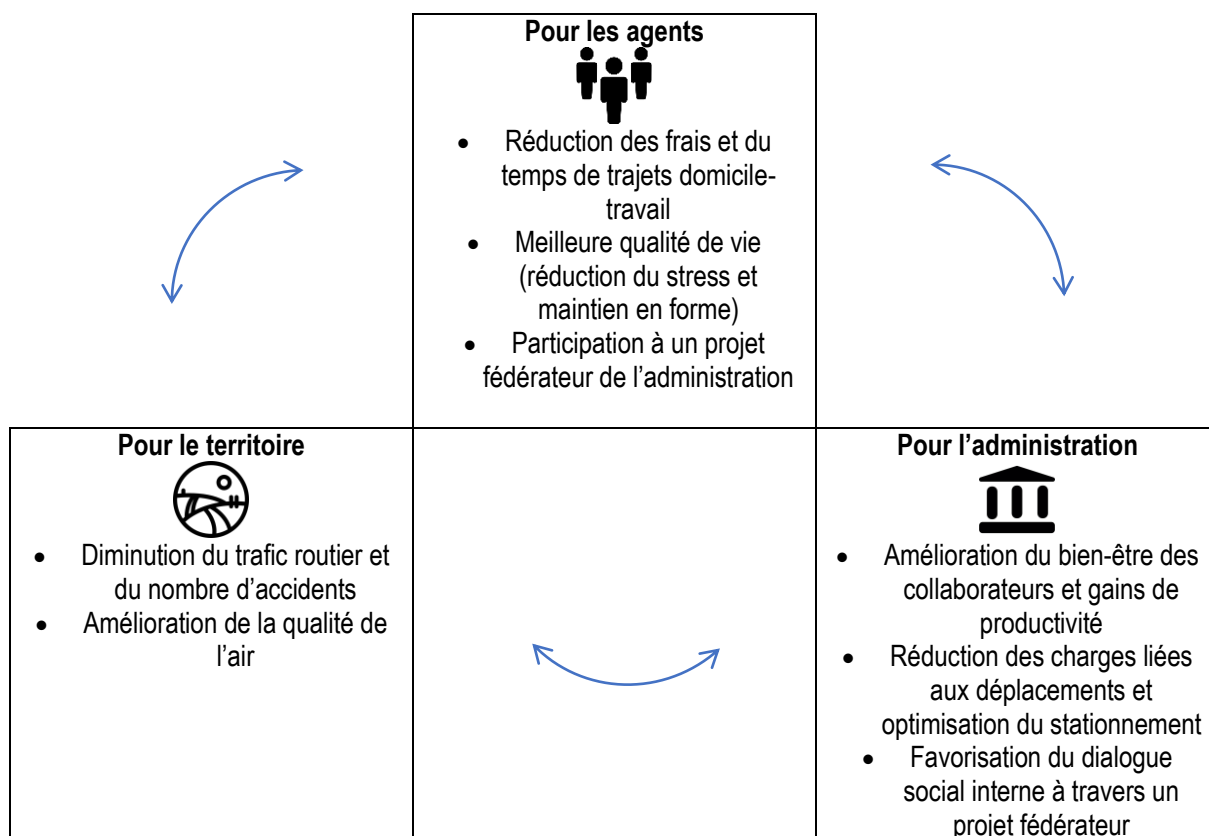 Pour les agents
• Réduction des frais et du
temps de trajets domicile-
travail
• Meilleure qualité de vie
(réduction du stress et
maintien en forme)
• Participation à un projet
fédérateur de l’administration
Pour le territoire
• Diminution du trafic routier et
du nombre d’accidents
• Amélioration de la qualité de
l’air
Pour l’administration
• Amélioration du bien-être des
collaborateurs et gains de
productivité
• Réduction des charges liées
aux déplacements et
optimisation du stationnement
• Favorisation du dialogue
social interne à travers un
projet fédérateur